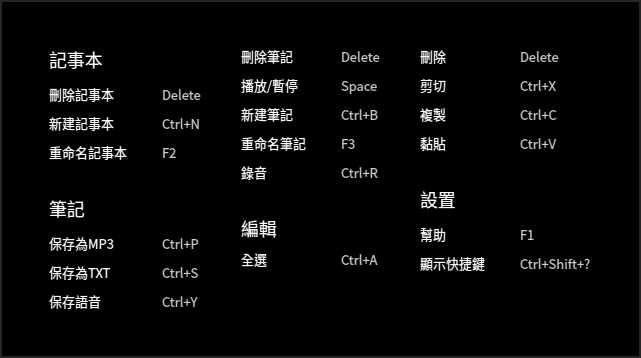 記事本
刪除記事本 Delete
新建記事本 Ctrl+N
重命名記事本 F2
筆記
保存為MP3 Ctrl+P
保存為TXT Ctrl+S
保存語音 Ctrl+Y
刪除筆記 Delete
播放/暫停 Space
新建筆記 Ctrl+B
重命名筆記 F3
錄音 Ctrl+R
編輯
全選 Ctrl+A
刪除 Delete
剪切 Ctrl+X
複製 Ctrl+C
黏貼 Ctrl+V
設置
幫助 F1
顯示快捷鍵 Ctrl+Shift+?